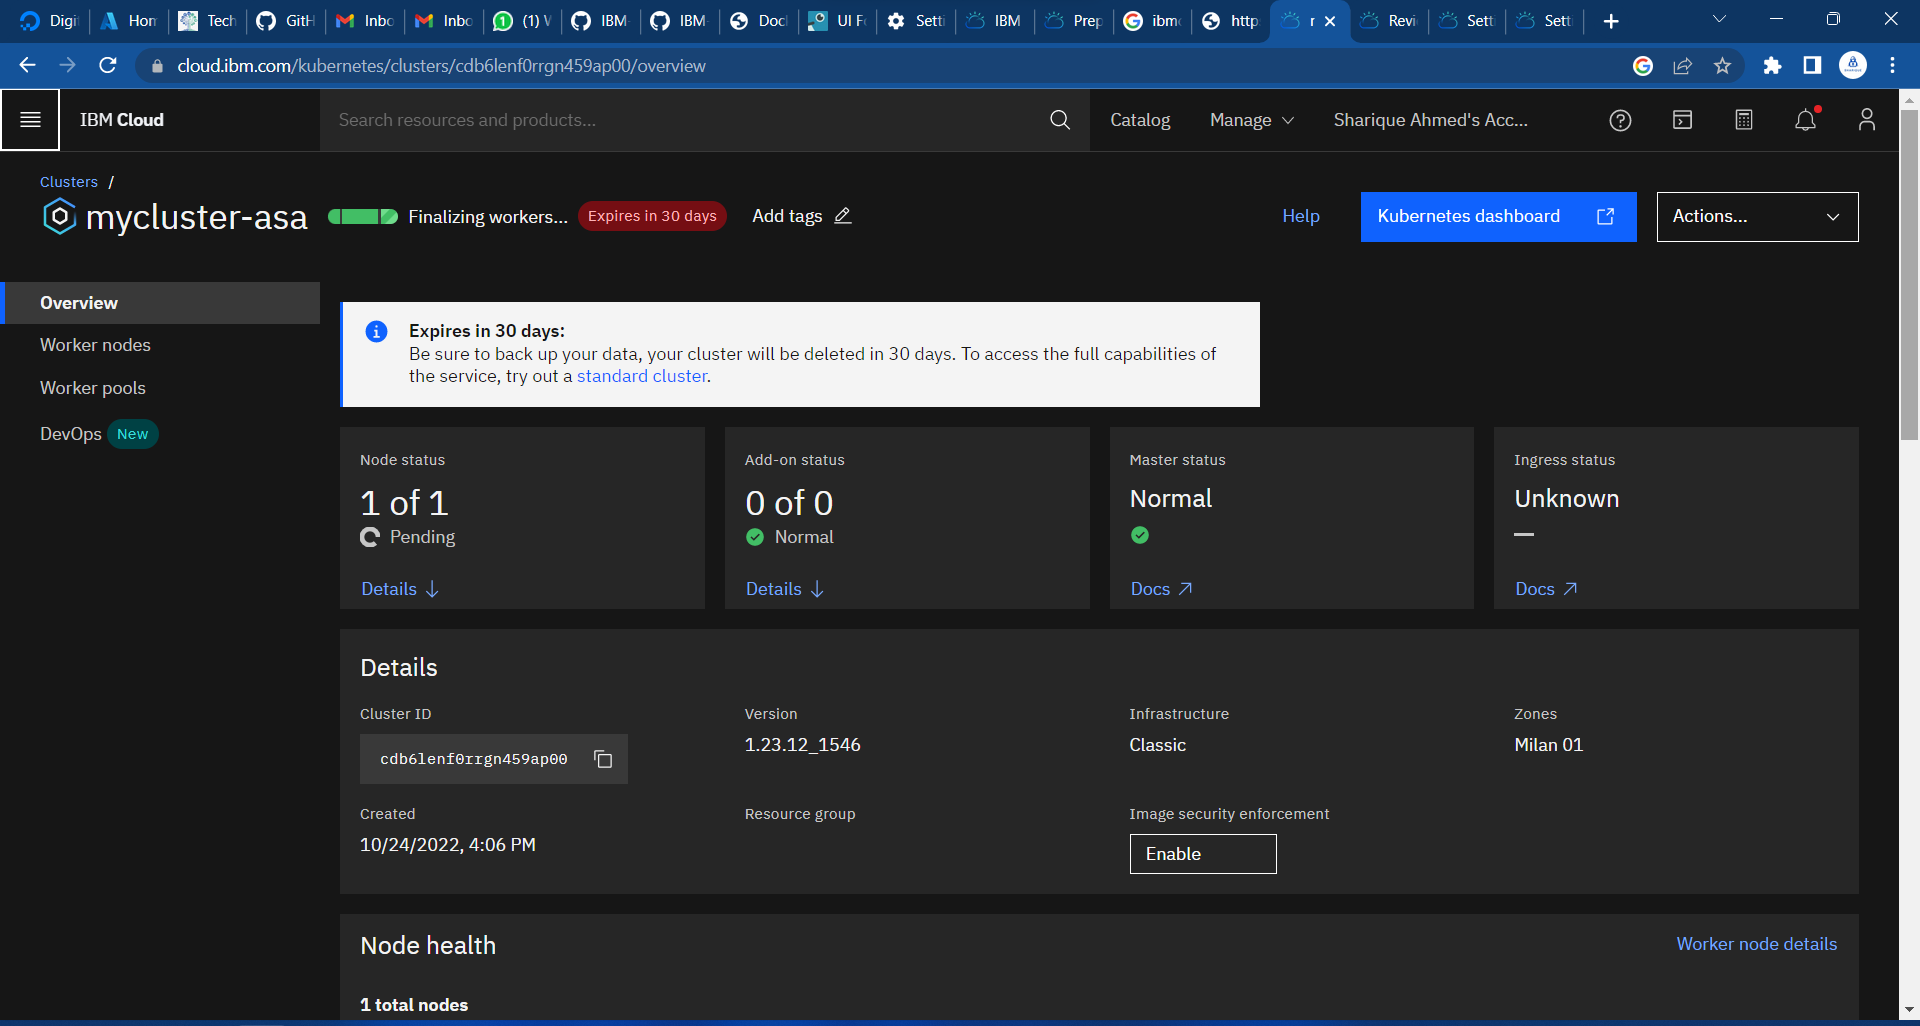 Digi Hom Tech GitH Inbo Inbo (1) W IBM- IBM- Doc UI Fe Setti IBM Prep ibmc http Revi Setti Setti
cloud.ibm.com/kubernetes/clusters/cdb6lenf0rrgn459ap00/overview
IBM Cloud
Search resources and products...
Catalog
Manage
Sharique Ahmed's Acc...
Clusters /
mycluster-asa
Finalizing workers...
Expires in 30 days
Add tags
Help
Kubernetes dashboard
Actions...
Overview
Worker nodes
Worker pools
DevOps New
Expires in 30 days:
Be sure to back up your data, your cluster will be deleted in 30 days. To access the full capabilities of
the service, try out a standard cluster.
Node status
1 of 1
Pending
Details
Add-on status
0 of 0
Normal
Details
Master status
Normal
Docs
Ingress status
Unknown
Docs
Details
Cluster ID
cdb6lenf0rrgn459ap00
Version
1.23.12_1546
Infrastructure
Classic
Zones
Milan 01
Created
10/24/2022, 4:06 PM
Resource group
Image security enforcement
Enable
Node health
Worker node details
1 total nodes